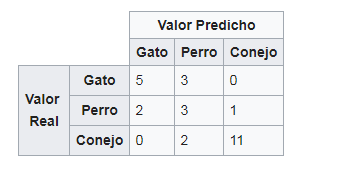 Valor Predicho
Gato Perro Conejo
Gato 5 3 0
Valor Real
Perro 2 3 1
Conejo 0 2 11